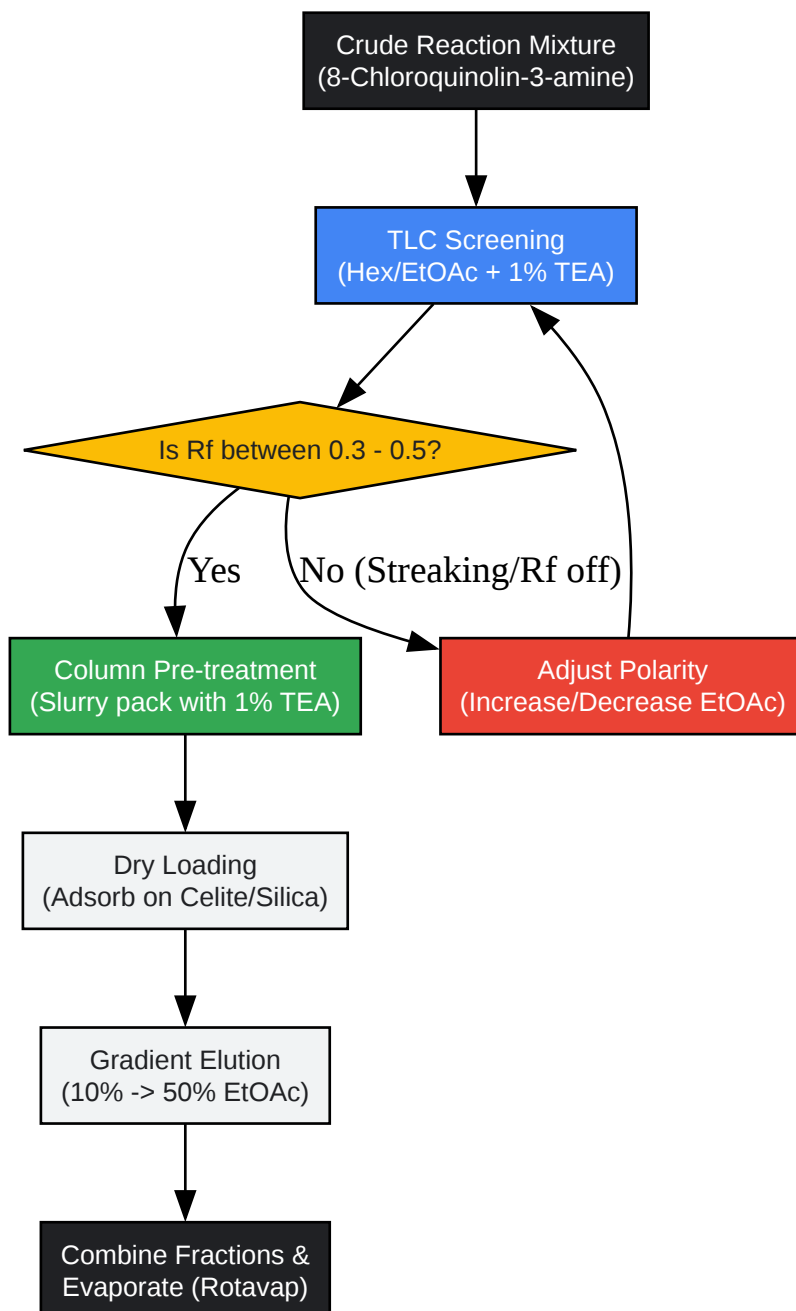 Crude Reaction Mixture
(8-Chloroquinolin-3-amine)
TLC Screening
(Hex/EtOAc + 1% TEA)
Is Rf between 0.3 - 0.5?
Yes
No (Streaking/Rf off)
Column Pre-treatment
(Slurry pack with 1% TEA)
Adjust Polarity
(Increase/Decrease EtOAc)
Dry Loading
(Adsorb on Celite/Silica)
Gradient Elution
(10% -> 50% EtOAc)
Combine Fractions &
Evaporate (Rotavap)